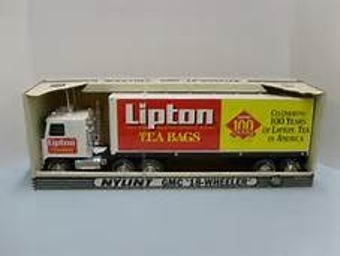 Lipton
TEA BAGS
100
CELEBRATING
100 YEARS
OF LIPTON TEA
IN AMERICA
Lipton
NYLINT GMC "18-WHEELER"